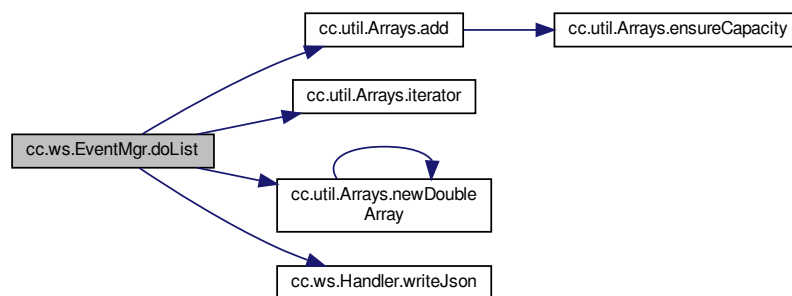 cc.util.Arrays.add
cc.util.Arrays.ensureCapacity
cc.util.Arrays.iterator
cc.ws.EventMgr.doList
cc.util.Arrays.newDouble
Array
cc.ws.Handler.writeJson